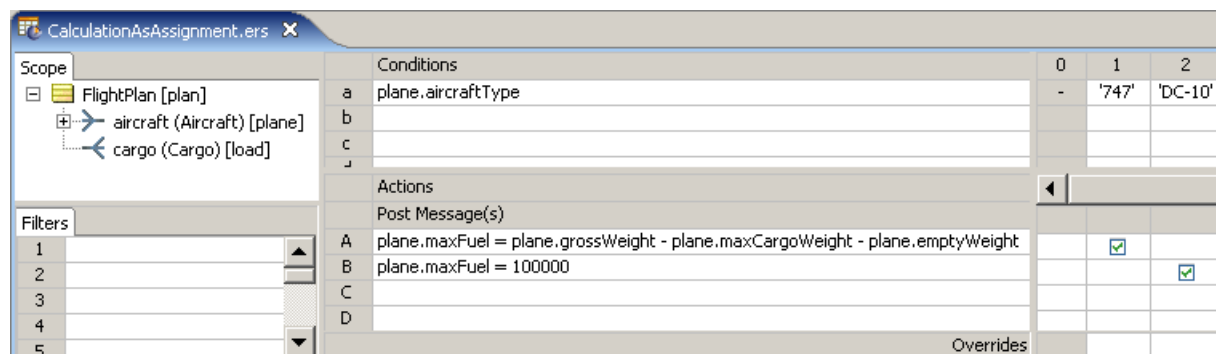 CalculationAsAssignment.ers
Scope
FlightPlan [plan]
aircraft (Aircraft) [plane]
cargo (Cargo) [load]
Filters
1
2
3
4
5
Conditions 0 1 2
a plane.aircraftType - '747' 'DC-10'
b
c
Actions
Post Message(s)
A plane.maxFuel = plane.grossWeight - plane.maxCargoWeight - plane.emptyWeight
B plane.maxFuel = 100000
C
D
Overrides